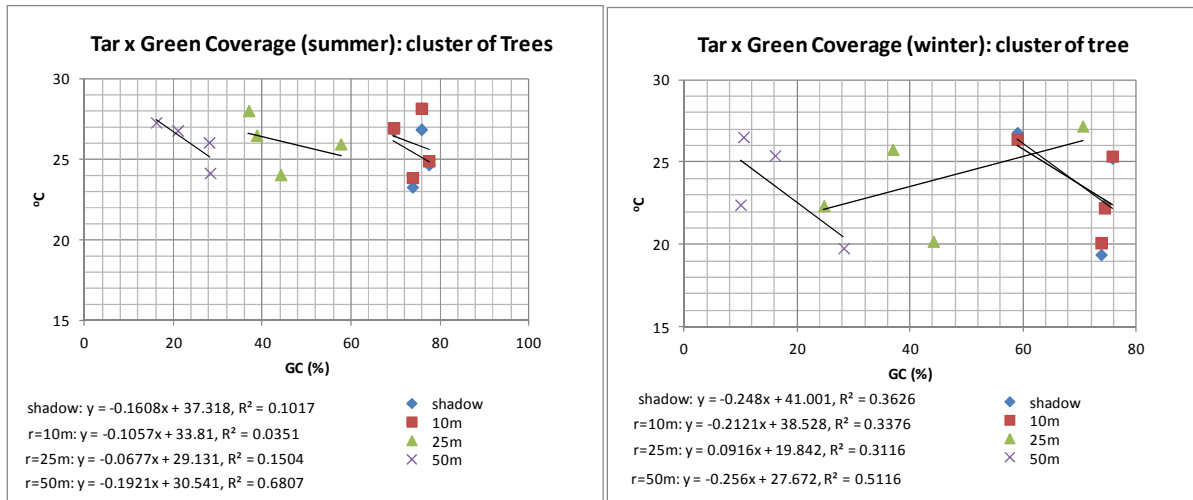 Tar x Green Coverage (summer): cluster of Trees
30
25
20
15
ºC
0 20 40 60 80 100
GC (%)
shadow: y = -0.1608x + 37.318, R² = 0.1017
r=10m: y = -0.1057x + 33.81, R² = 0.0351
r=25m: y = -0.0677x + 29.131, R² = 0.1504
r=50m: y = -0.1921x + 30.541, R² = 0.6807
shadow
10m
25m
50m
Tar x Green Coverage (winter): cluster of tree
30
25
20
15
ºC
0 20 40 60 80
GC (%)
shadow: y = -0.248x + 41.001, R² = 0.3626
r=10m: y = -0.2121x + 38.528, R² = 0.3376
r=25m: y = 0.0916x + 19.842, R² = 0.3116
r=50m: y = -0.256x + 27.672, R² = 0.5116
shadow
10m
25m
50m